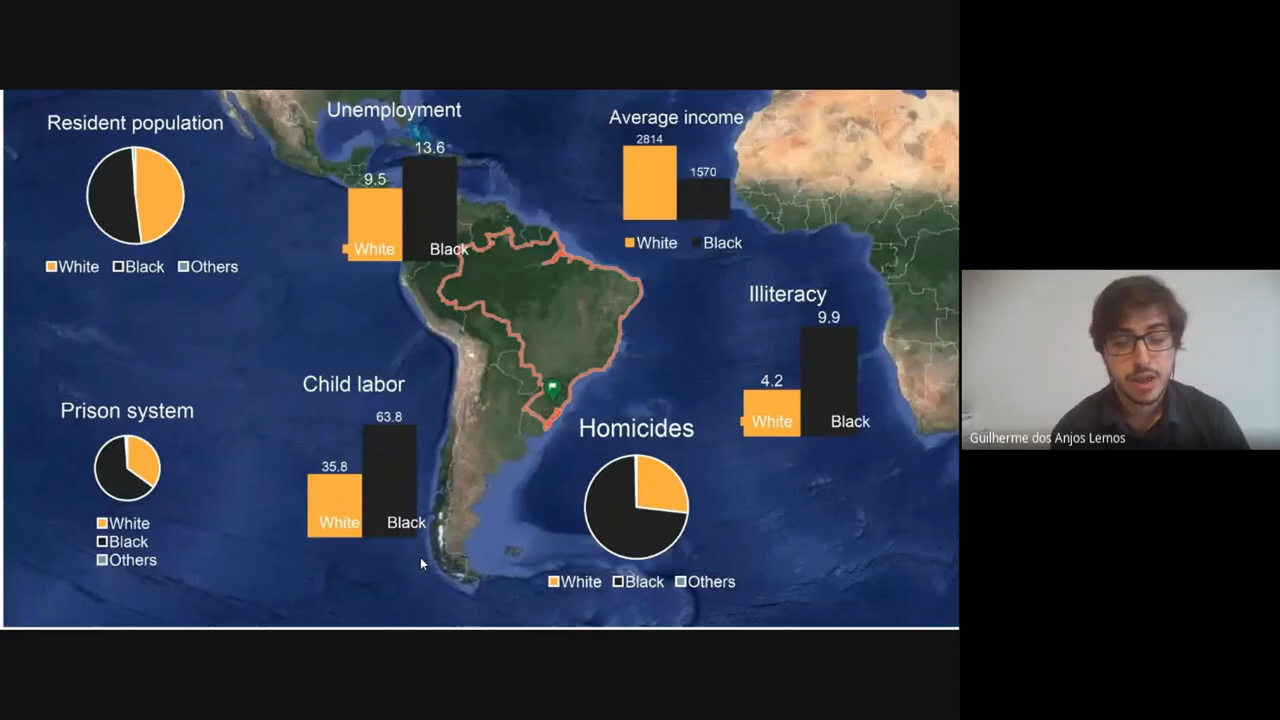 Resident population
White Black Others
Unemployment
9.5
13.6
White Black
Average income
2814
1570
White Black
Illiteracy
4.2
9.9
White Black
Prison system
White
Black
Others
Child labor
35.8
63.8
White Black
Homicides
White Black Others
Guilherme dos Anjos Lemos